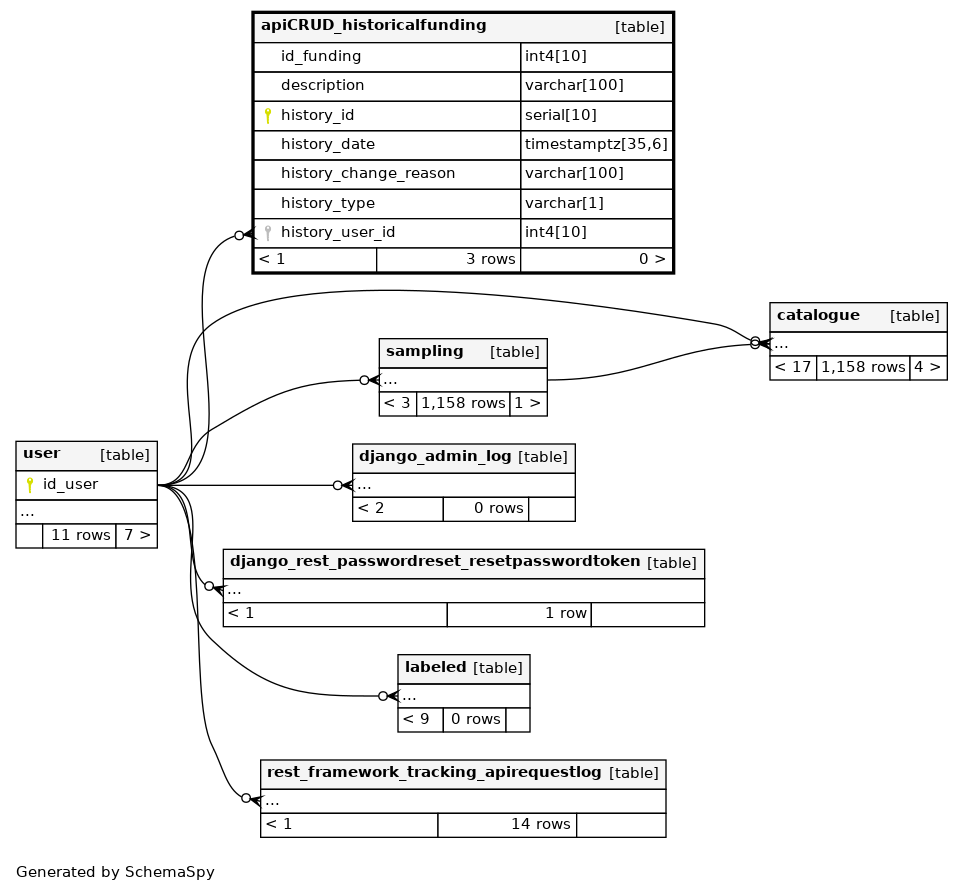 apiCRUD_historicalfunding [table]
id_funding int4[10]
description varchar[100]
history_id serial[10]
history_date timestamptz[35,6]
history_change_reason varchar[100]
history_type varchar[1]
history_user_id int4[10]
< 1 3 rows 0 >
catalogue [table]
...
< 17 1,158 rows 4 >
sampling [table]
...
< 3 1,158 rows 1 >
user [table]
id_user
...
11 rows 7 >
django_admin_log [table]
...
< 2 0 rows
django_rest_passwordreset_resetpasswordtoken [table]
...
< 1 1 row
labeled [table]
...
< 9 0 rows
rest_framework_tracking_apirequestlog [table]
...
< 1 14 rows
Generated by SchemaSpy